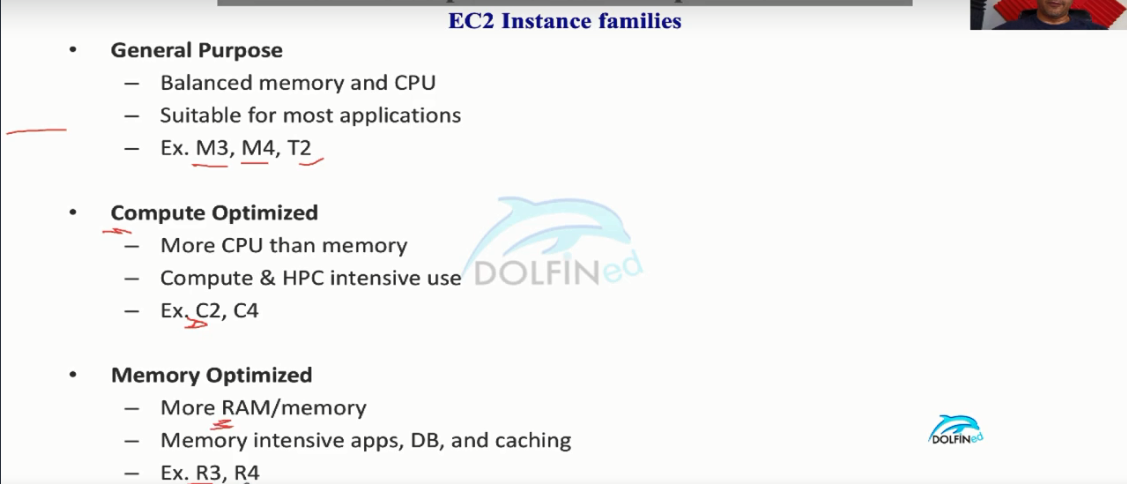 EC2 Instance families
• General Purpose
– Balanced memory and CPU
– Suitable for most applications
– Ex. M3, M4, T2
• Compute Optimized
– More CPU than memory
– Compute & HPC intensive use
– Ex. C2, C4
DOLFINed
• Memory Optimized
– More RAM/memory
– Memory intensive apps, DB, and caching
– Ex. R3, R4
DOLFINed